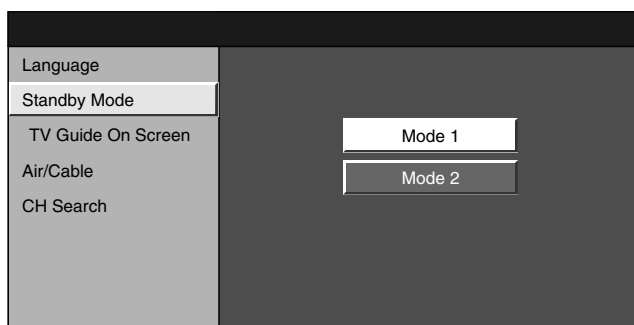 Language
Standby Mode
TV Guide On Screen
Air/Cable
CH Search
Mode 1
Mode 2